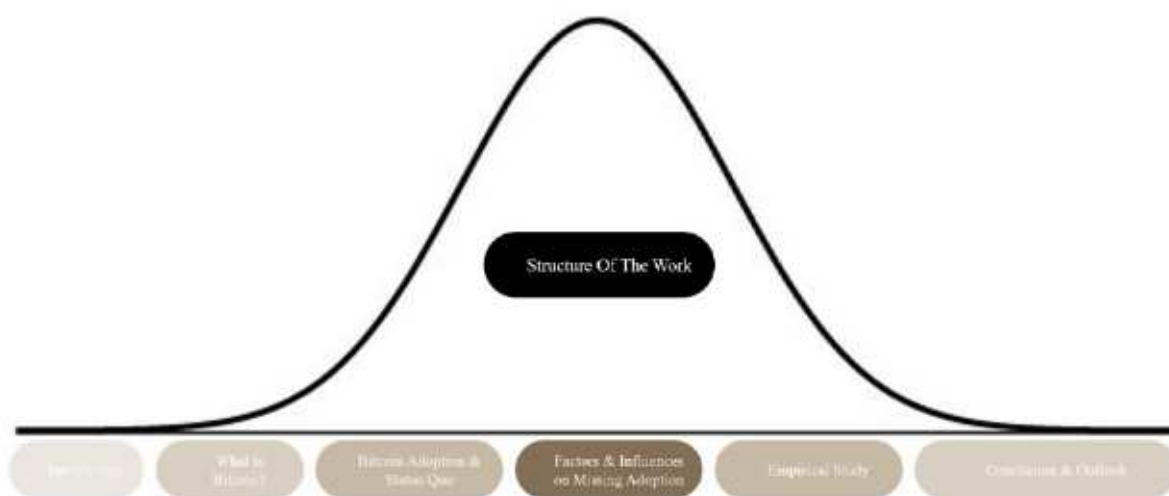 Structure Of The Work
What is
Bitcoin?
Bitcoin Adoption &
Status Quo
Factors & Influences
on Missing Adoption
Empirical Study
Conclusion & Outlook